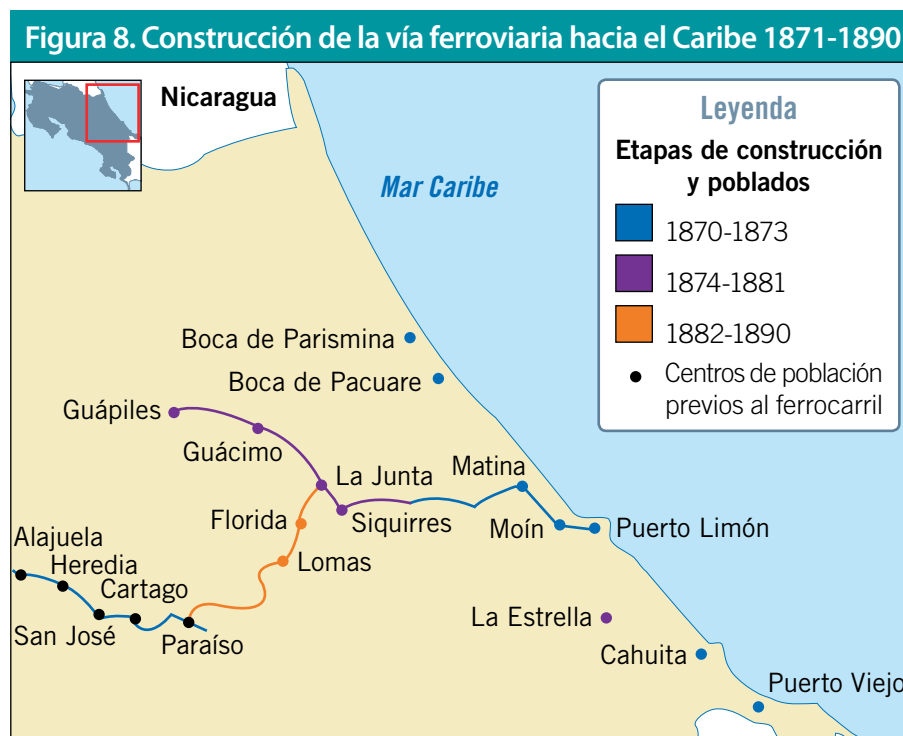 Figura 8. Construcción de la vía ferroviaria hacia el Caribe 1871-1890
Nicaragua
Mar Caribe
Leyenda
Etapas de construcción
y poblados
1870-1873
1874-1881
1882-1890
Centros de población
previos al ferrocarril
Boca de Parismina
Boca de Pacuare
Guápiles
Guácimo
La Junta
Matina
Siquirres
Moín
Puerto Limón
Florida
Lomas
Alajuela
Heredia
Cartago
San José
Paraíso
La Estrella
Cahuita
Puerto Viejo